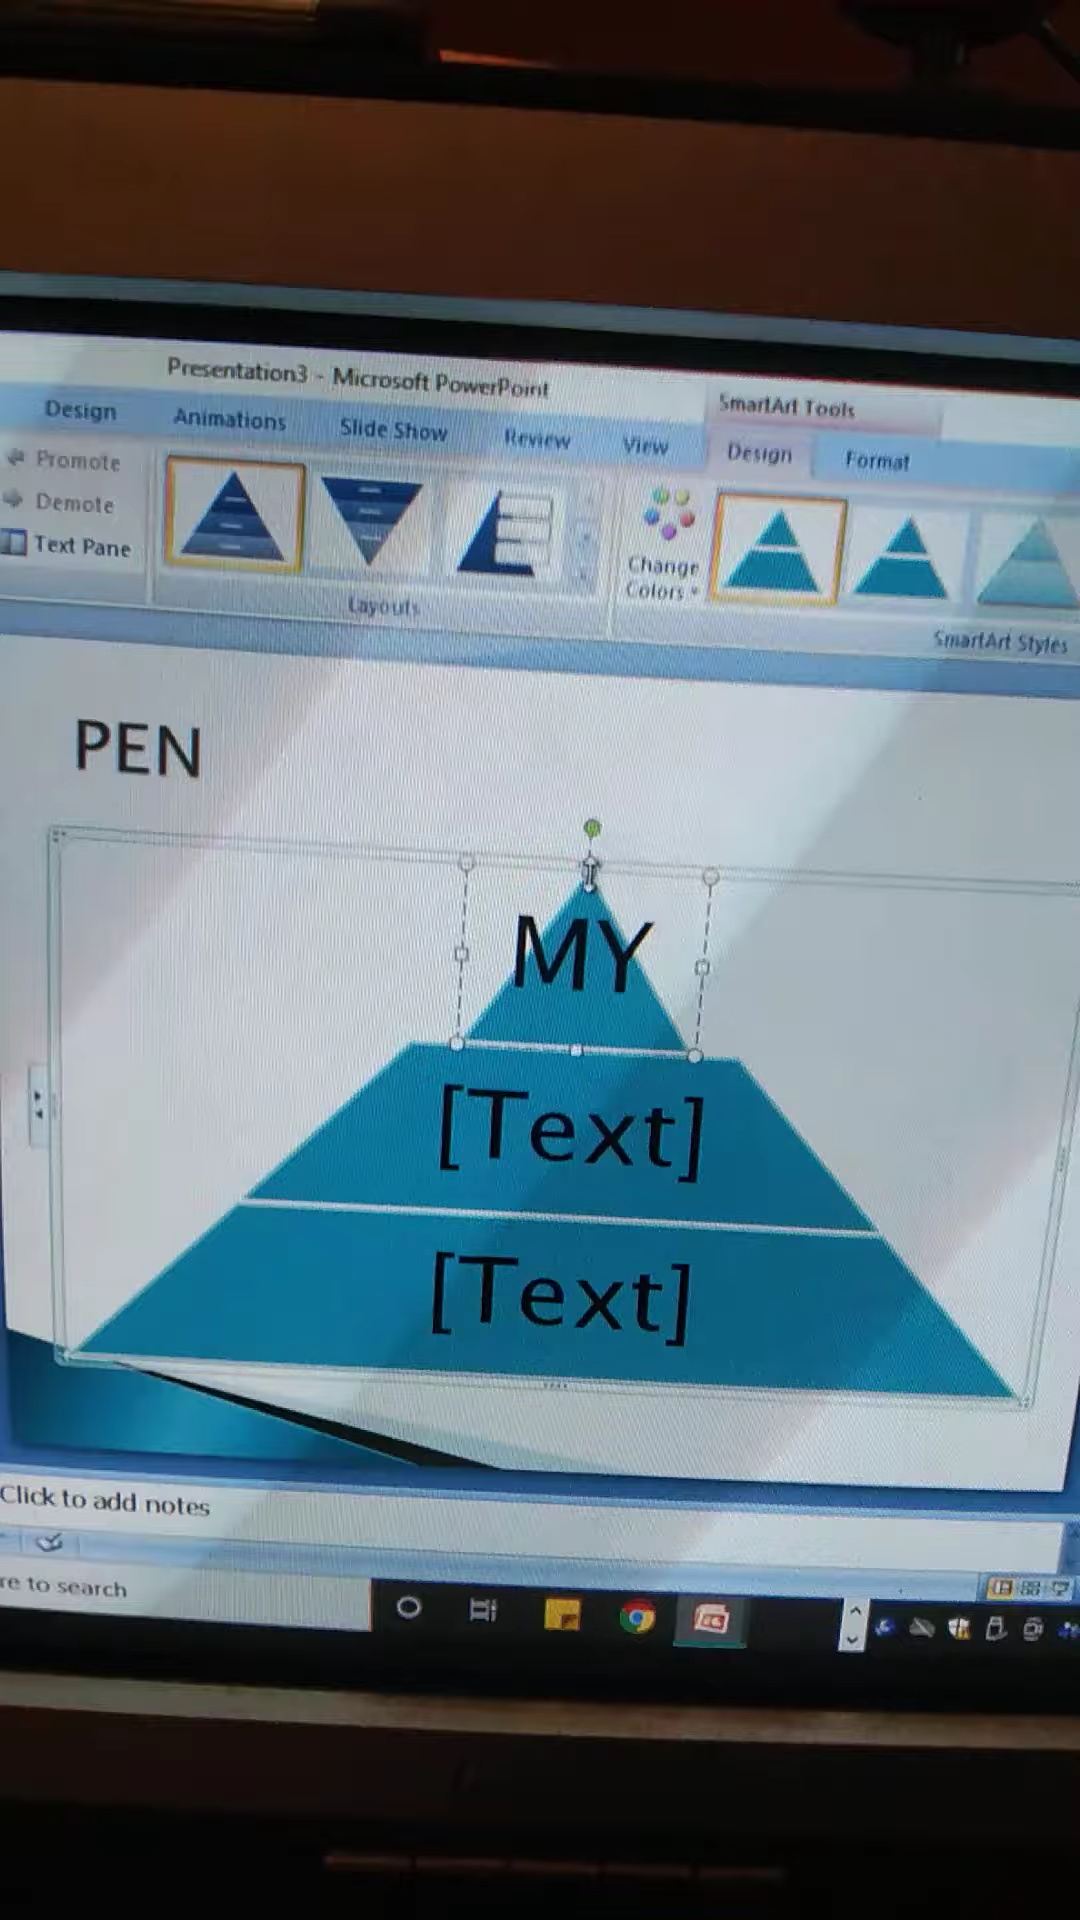 Presentation3 - Microsoft PowerPoint
SmartArt Tools
Design Animations Slide Show Review View Design Format
Promote
Demote
Text Pane
Change
Colors
Layouts
SmartArt Styles
PEN
MY
[Text]
[Text]
Click to add notes
re to search